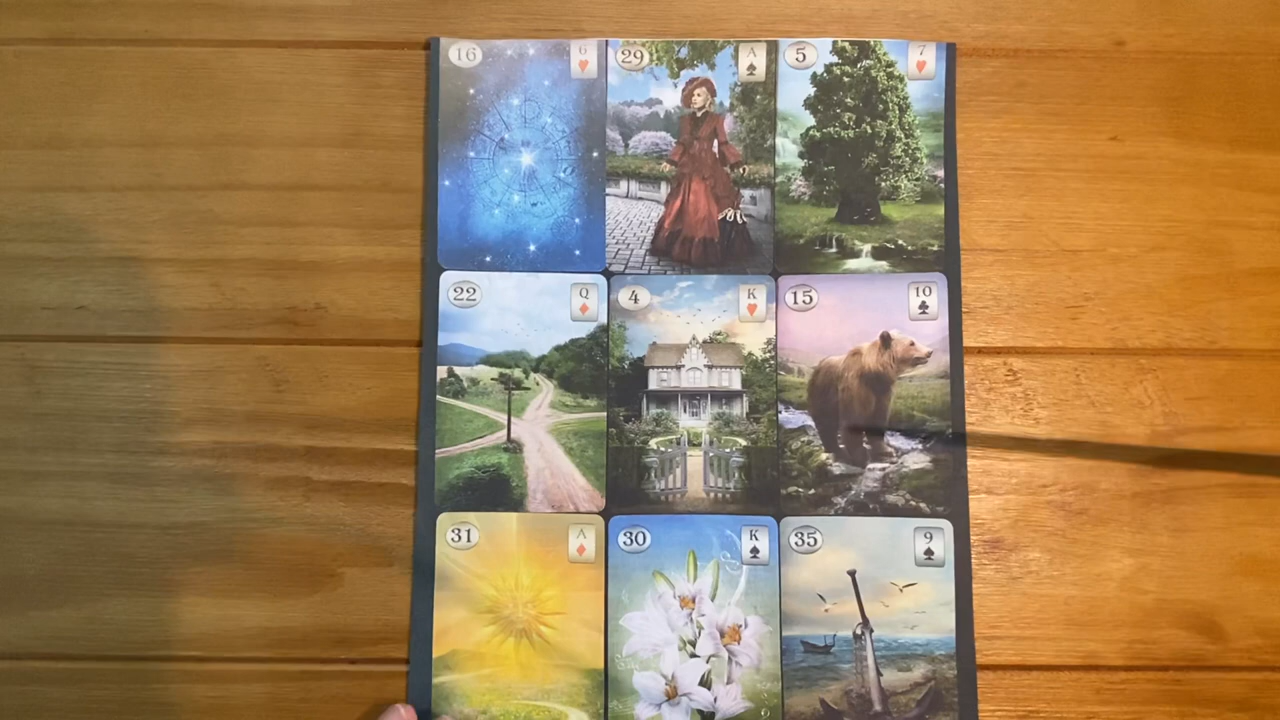 16 6♥ 29 A♠ 5 7♥
22 Q♦ 4 K♥ 15 10♣
31 A♦ 30 K♠ 35 9♠